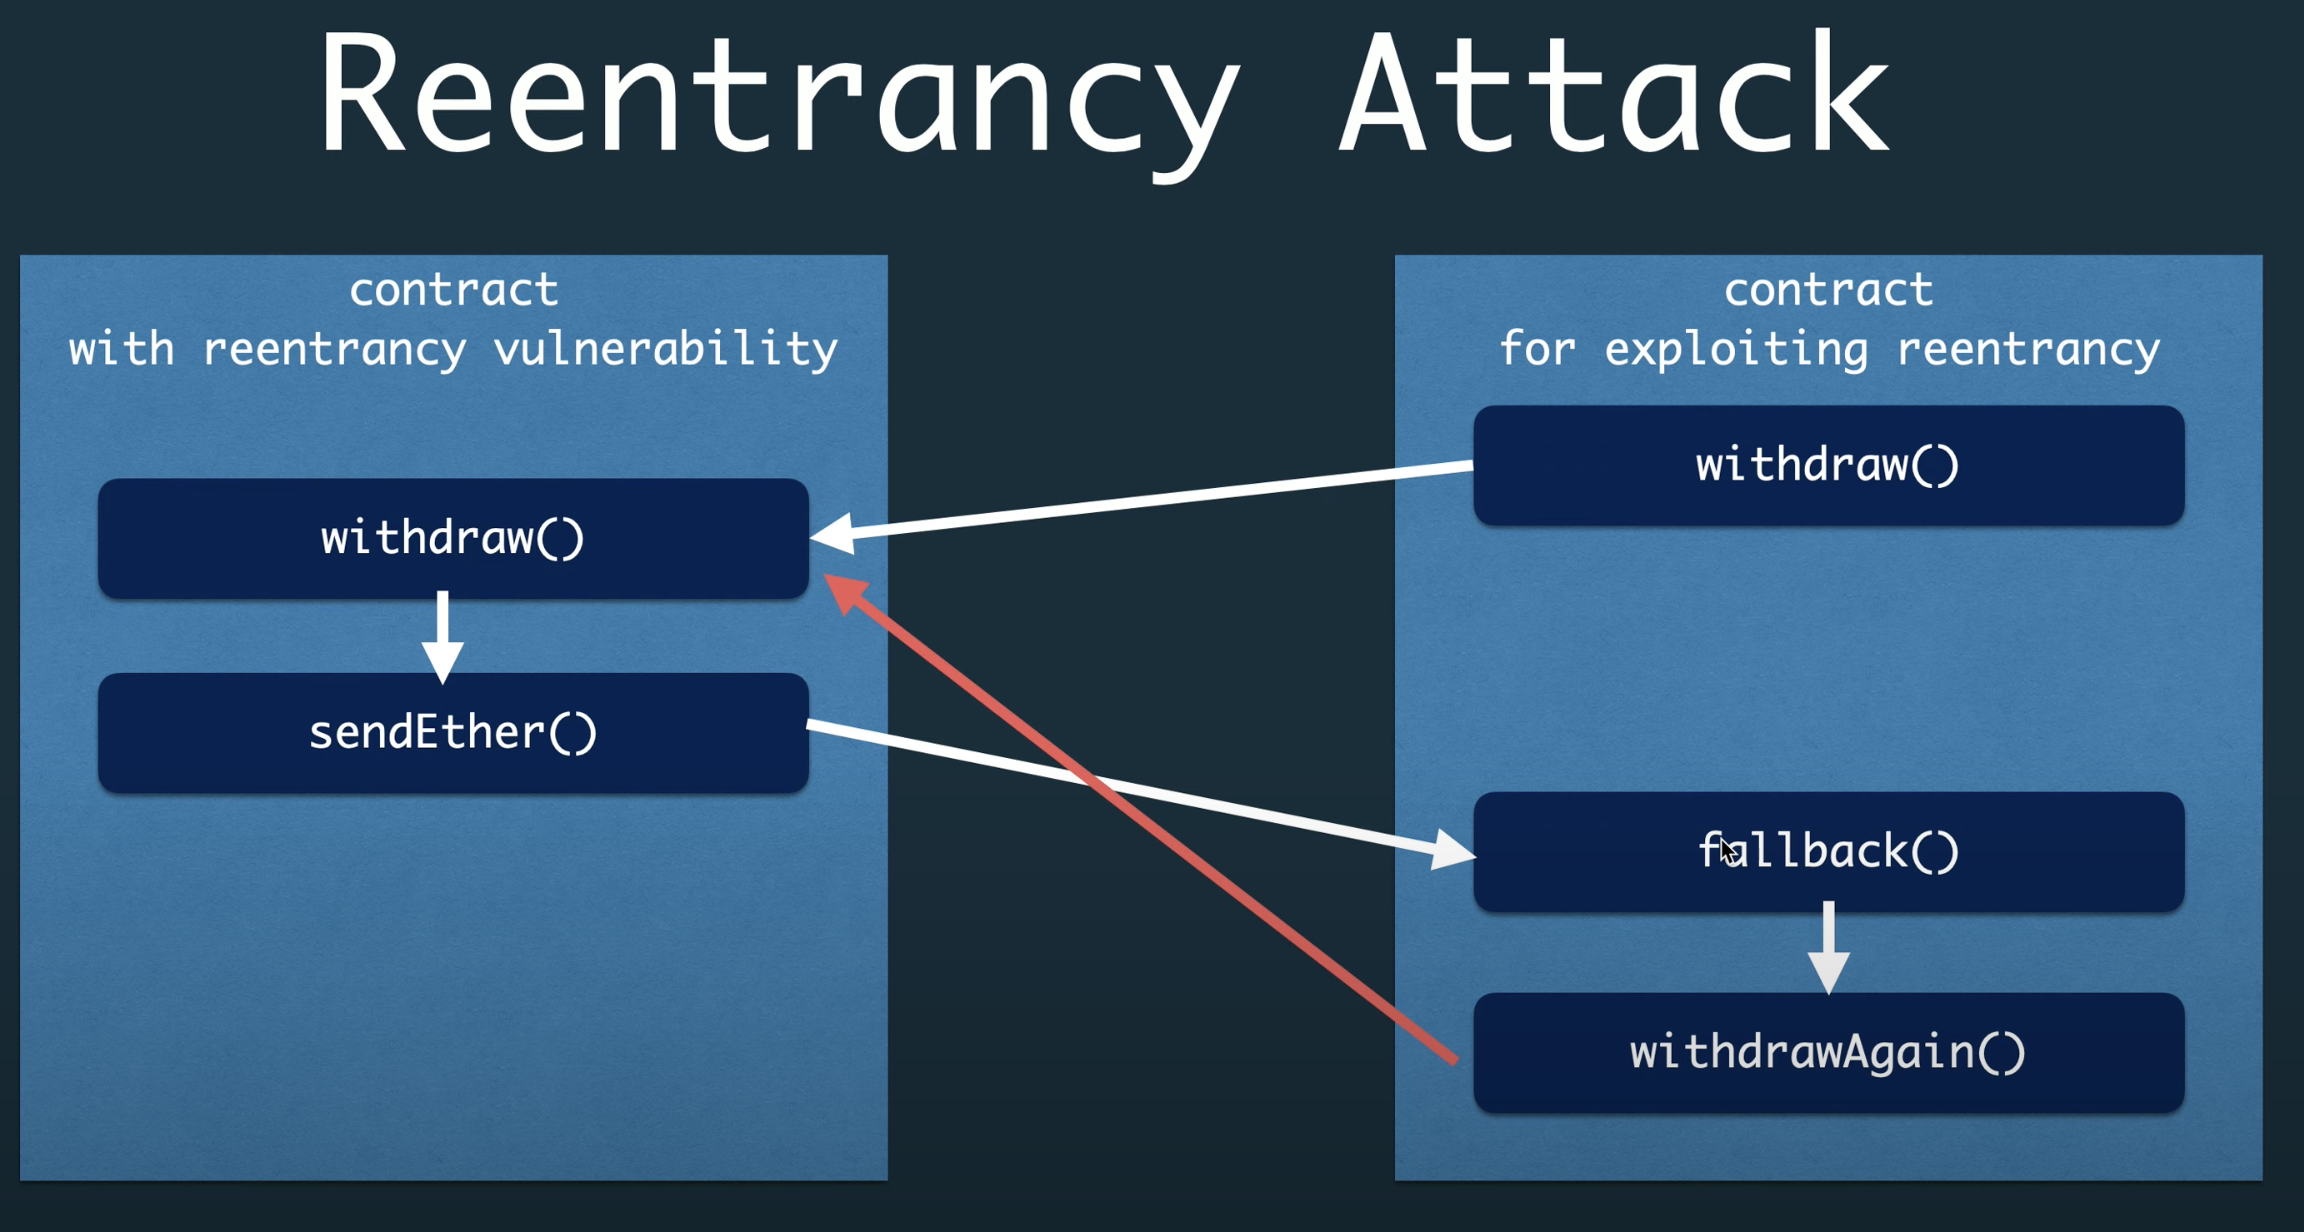 Reentrancy Attack
contract
with reentrancy vulnerability
withdraw()
sendEther()
contract
for exploiting reentrancy
withdraw()
fallback()
withdrawAgain()